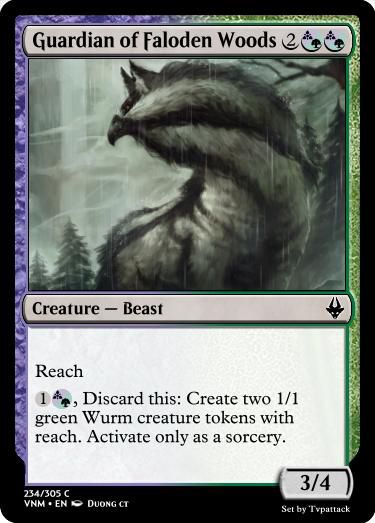 Guardian of Faloden Woods 2
Creature — Beast
Reach
1, Discard this: Create two 1/1
green Wurm creature tokens with
reach. Activate only as a sorcery.
3/4
234/305 C
VNM • EN Duong ct
Set by Tvpattack